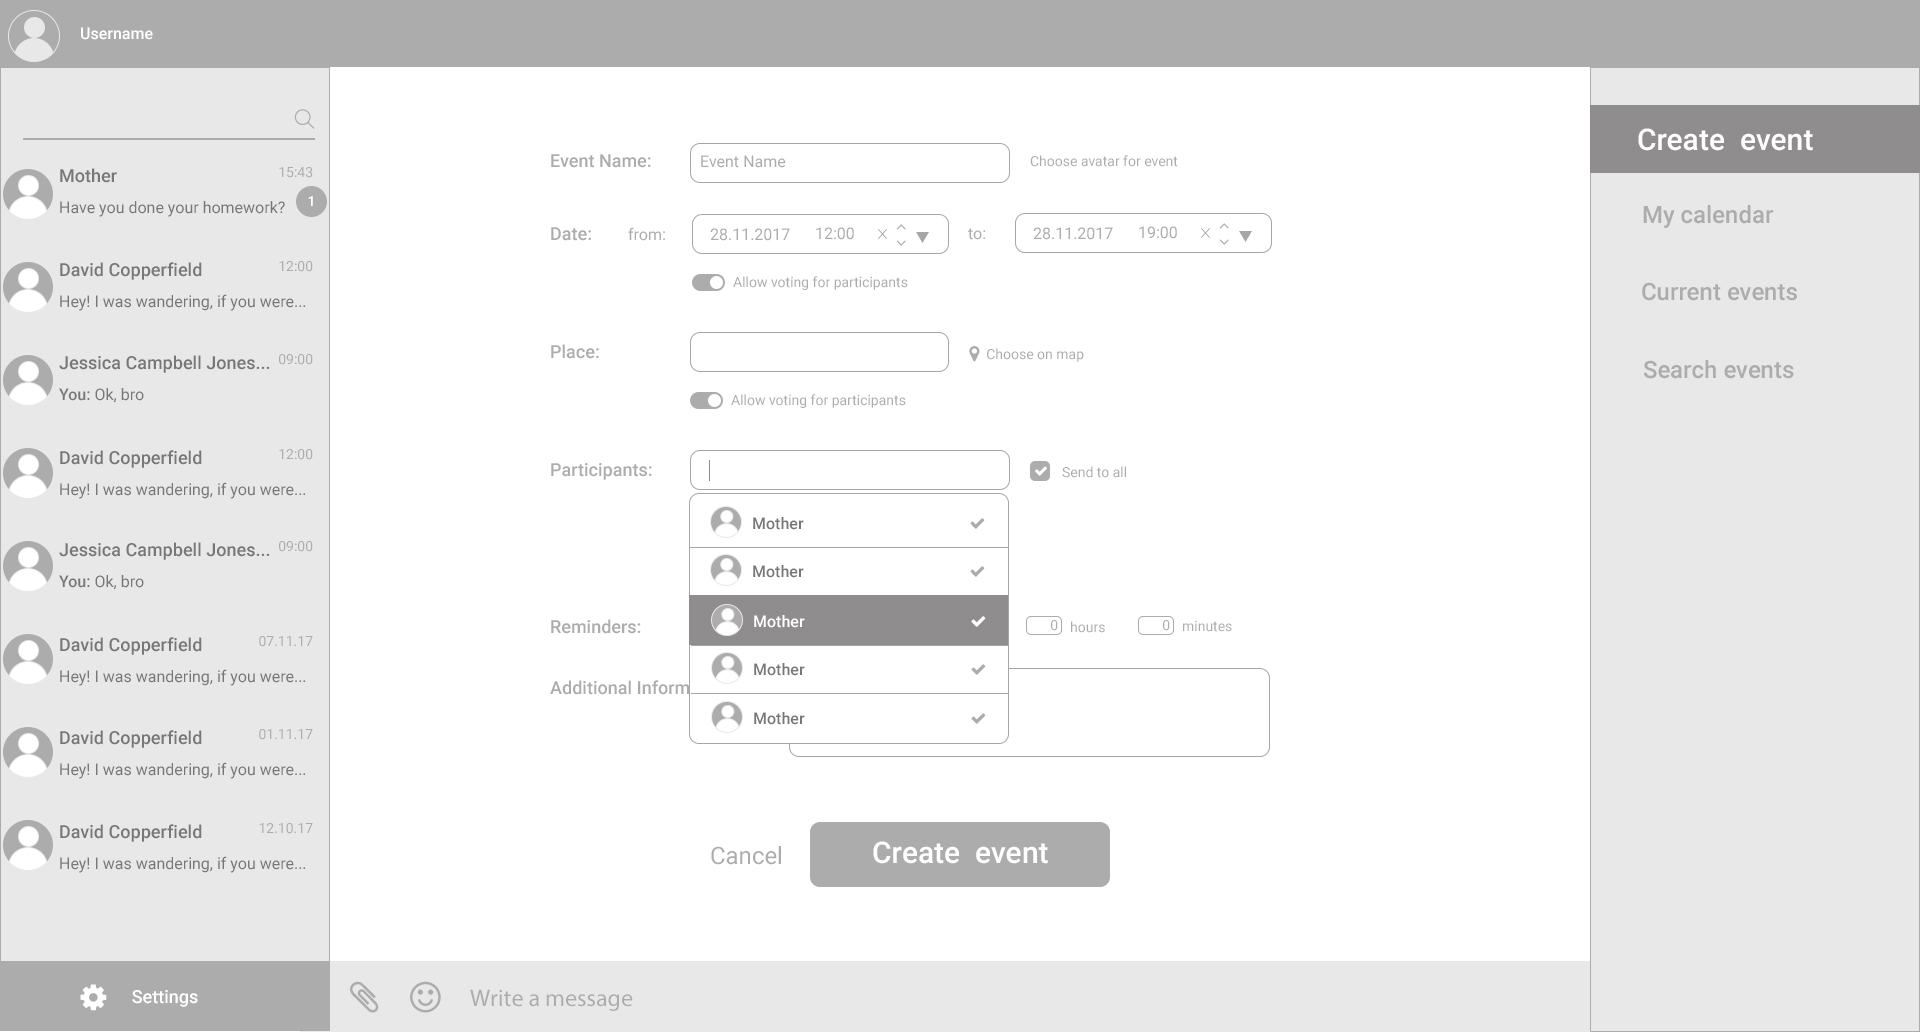 Username
Mother 15:43
Have you done your homework? 1
David Copperfield 12:00
Hey! I was wandering, if you were...
Jessica Campbell Jones... 09:00
You: Ok, bro
David Copperfield 12:00
Hey! I was wandering, if you were...
Jessica Campbell Jones... 09:00
You: Ok, bro
David Copperfield 07.11.17
Hey! I was wandering, if you were...
David Copperfield 01.11.17
Hey! I was wandering, if you were...
David Copperfield 12.10.17
Hey! I was wandering, if you were...
Settings
Event Name: Event Name Choose avatar for event
Date: from: 28.11.2017 12:00 to: 28.11.2017 19:00
Allow voting for participants
Place: Choose on map
Allow voting for participants
Participants: Send to all
Mother
Mother
Mother
Mother
Mother
Reminders: 0 hours 0 minutes
Additional Inform
Cancel Create event
Write a message
Create event
My calendar
Current events
Search events